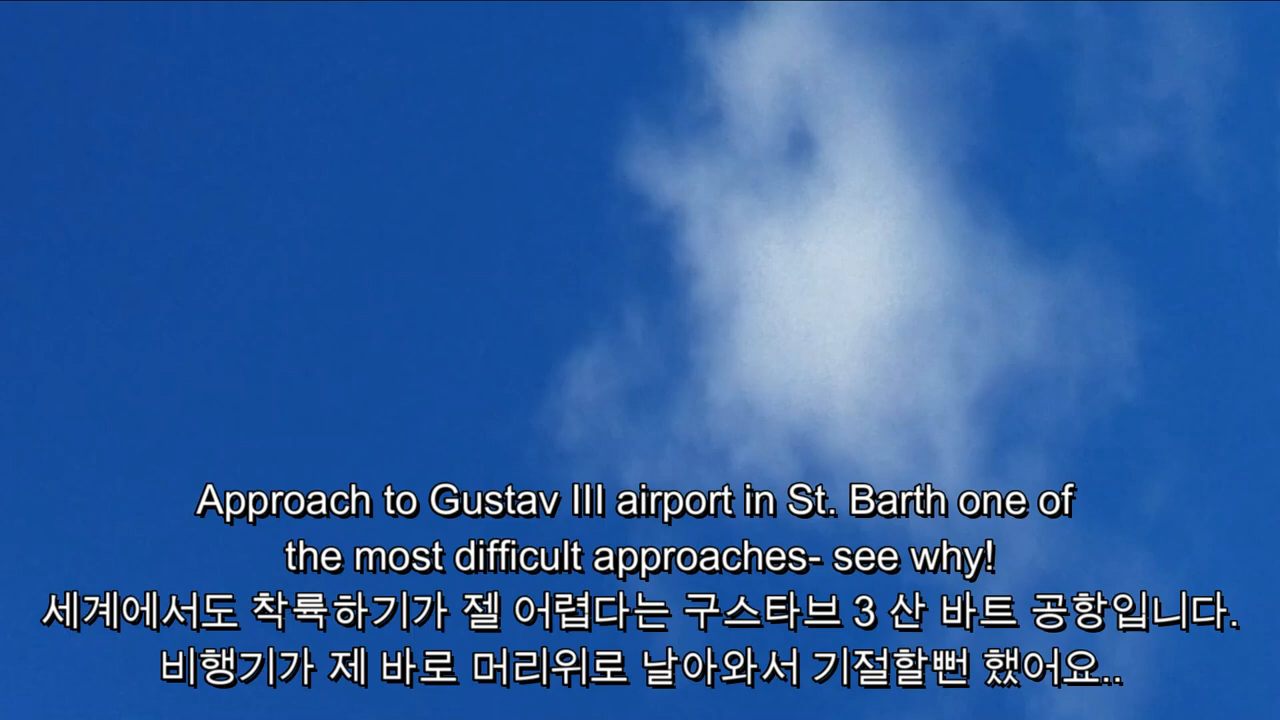 Approach to Gustav III airport in St. Barth one of
the most difficult approaches- see why!
세계에서도 착륙하기가 젤 어렵다는 구스타브 3 산 바트 공항입니다.
비행기가 제 바로 머리위로 날아와서 기절할뻔 했어요..